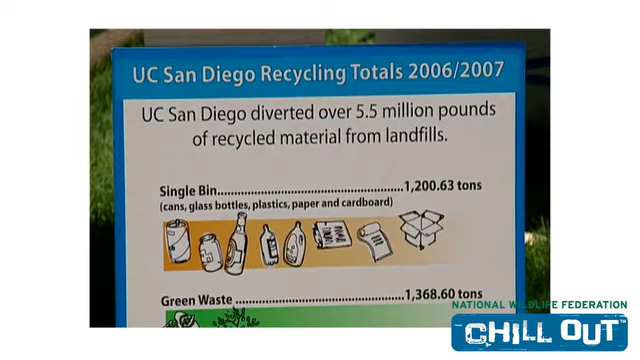 UC San Diego Recycling Totals 2006/2007
UC San Diego diverted over 5.5 million pounds
of recycled material from landfills.
Single Bin........................................................1,200.63 tons
(cans, glass bottles, plastics, paper and cardboard)
Green Waste ..................................................1,368.60 tons
NATIONAL WILDLIFE FEDERATION
CHILL OUT™